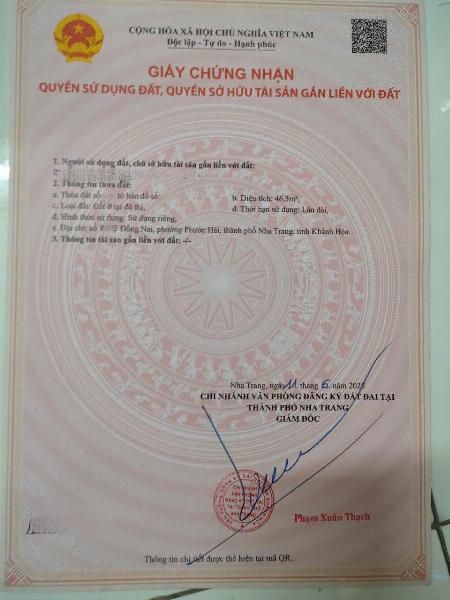 CỘNG HÒA XÃ HỘI CHỦ NGHĨA VIỆT NAM
Độc lập - Tự do - Hạnh phúc
GIẤY CHỨNG NHẬN
QUYỀN SỬ DỤNG ĐẤT, QUYỀN SỞ HỮU TÀI SẢN GẮN LIỀN VỚI ĐẤT
1. Người sử dụng đất, chủ sở hữu tài sản gắn liền với đất:
2. Thông tin thửa đất:
a. Thửa đất số: tờ bản đồ số:
b. Diện tích: 46,3m²,
c. Loại đất: Đất ở tại đô thị,
d. Thời hạn sử dụng: Lâu dài,
đ. Hình thức sử dụng: Sử dụng riêng,
e. Địa chỉ: số Đồng Nai, phường Phước Hải, thành phố Nha Trang, tỉnh Khánh Hòa.
3. Thông tin tài sản gắn liền với đất: -/-
Nha Trang, ngày 11 tháng 6 năm 2025
CHI NHÁNH VĂN PHÒNG ĐĂNG KÝ ĐẤT ĐAI TẠI
THÀNH PHỐ NHA TRANG
GIÁM ĐỐC
Phạm Xuân Thạch
Thông tin chi tiết được thể hiện tại mã QR.